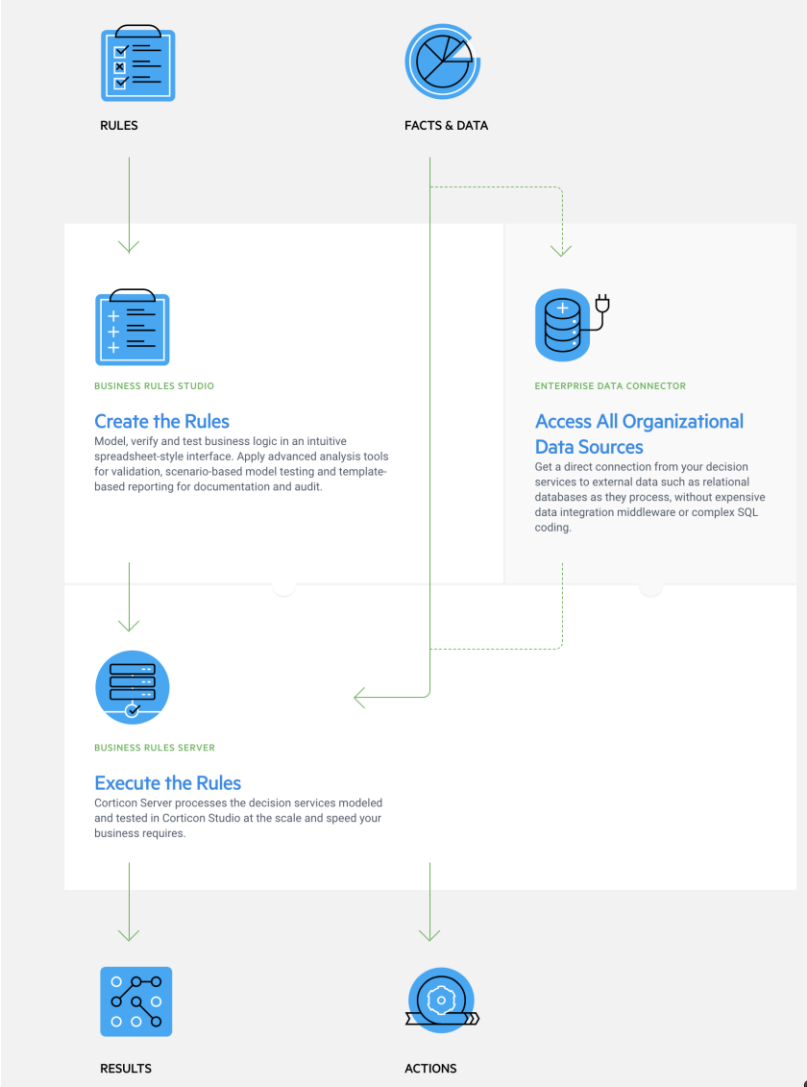 RULES
FACTS & DATA
BUSINESS RULES STUDIO
Create the Rules
Model, verify and test business logic in an intuitive
spreadsheet-style interface. Apply advanced analysis tools
for validation, scenario-based model testing and template-
based reporting for documentation and audit.
ENTERPRISE DATA CONNECTOR
Access All Organizational
Data Sources
Get a direct connection from your decision
services to external data such as relational
databases as they process, without expensive
data integration middleware or complex SQL
coding.
BUSINESS RULES SERVER
Execute the Rules
Corticon Server processes the decision services modeled
and tested in Corticon Studio at the scale and speed your
business requires.
RESULTS
ACTIONS